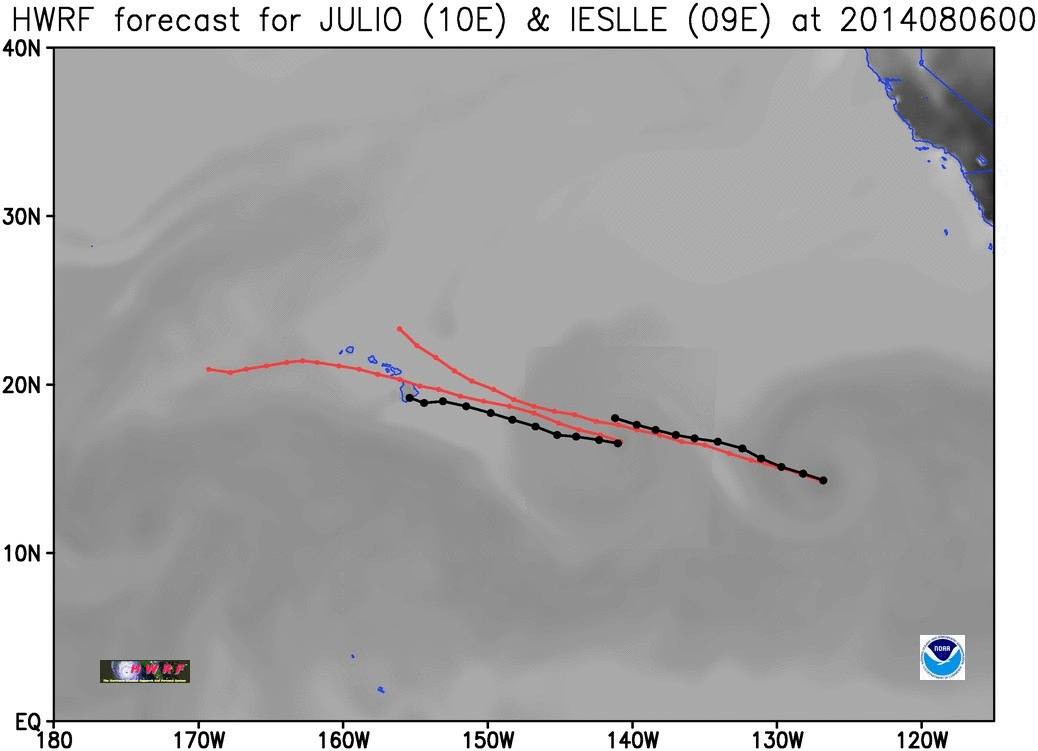 HWRF forecast for JULIO (10E) & IESLLE (09E) at 2014080600
40N
30N
20N
10N
EQ
HWRF
NOAA
180 170W 160W 150W 140W 130W 120W